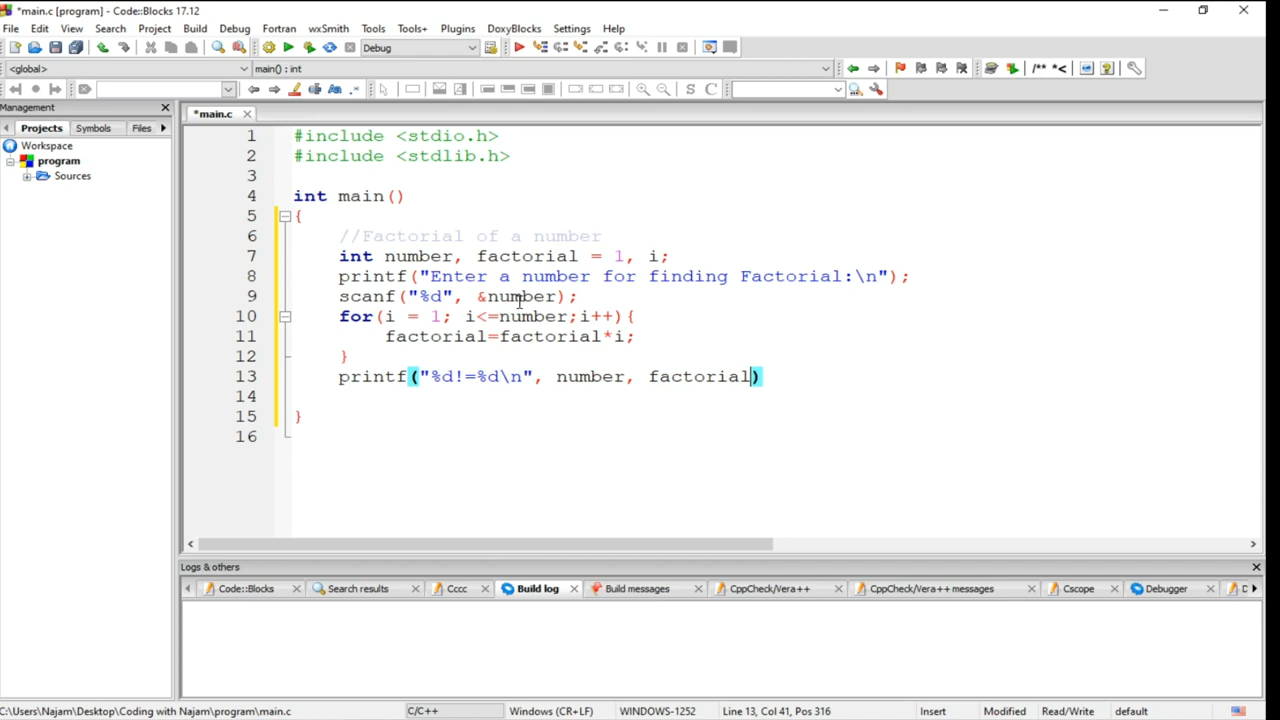 *main.c [program] - Code::Blocks 17.12
File Edit View Search Project Build Debug Fortran wxSmith Tools Tools+ Plugins DoxyBlocks Settings Help
Debug
<global> main() : int /** *<
Aa S C
Management
*main.c
Projects Symbols Files
Workspace
program
Sources
1 #include <stdio.h>
2 #include <stdlib.h>
3
4 int main()
5 {
6 //Factorial of a number
7 int number, factorial = 1, i;
8 printf("Enter a number for finding Factorial:\n");
9 scanf("%d", &number);
10 for(i = 1; i<=number;i++){
11 factorial=factorial*i;
12 }
13 printf("%d!=%d\n", number, factorial)
14
15 }
16
Logs & others
Code::Blocks Search results Cccc Build log Build messages CppCheck/Vera++ CppCheck/Vera++ messages Cscope Debugger D
C:\Users\Najam\Desktop\Coding with Najam\program\main.c C/C++ Windows (CR+LF) WINDOWS-1252 Line 13, Col 41, Pos 316 Insert Modified Read/Write default